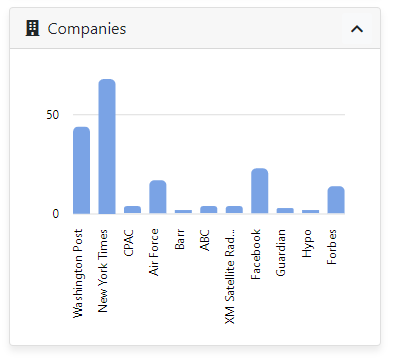 Companies
50
0
Washington Post
New York Times
CPAC
Air Force
Barr
ABC
XM Satellite Rad...
Facebook
Guardian
Hypo
Forbes